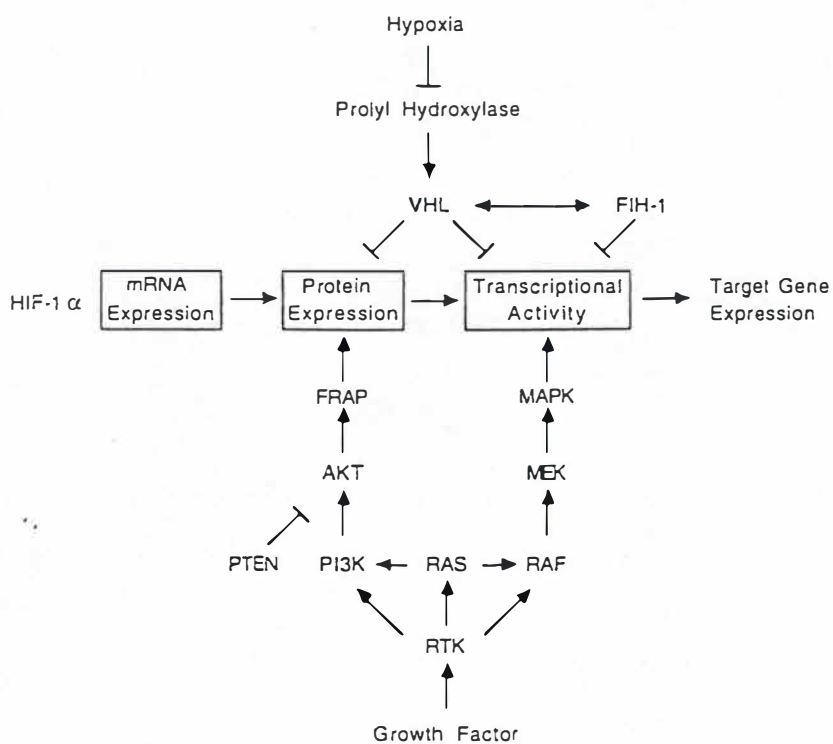 Hypoxia
Prolyl Hydroxylase
VHL
FIH-1
HIF-1 α
mRNA
Expression
Protein
Expression
Transcriptional
Activity
Target Gene
Expression
FRAP
MAPK
AKT
MEK
PTEN
PI3K
RAS
RAF
RTK
Growth Factor